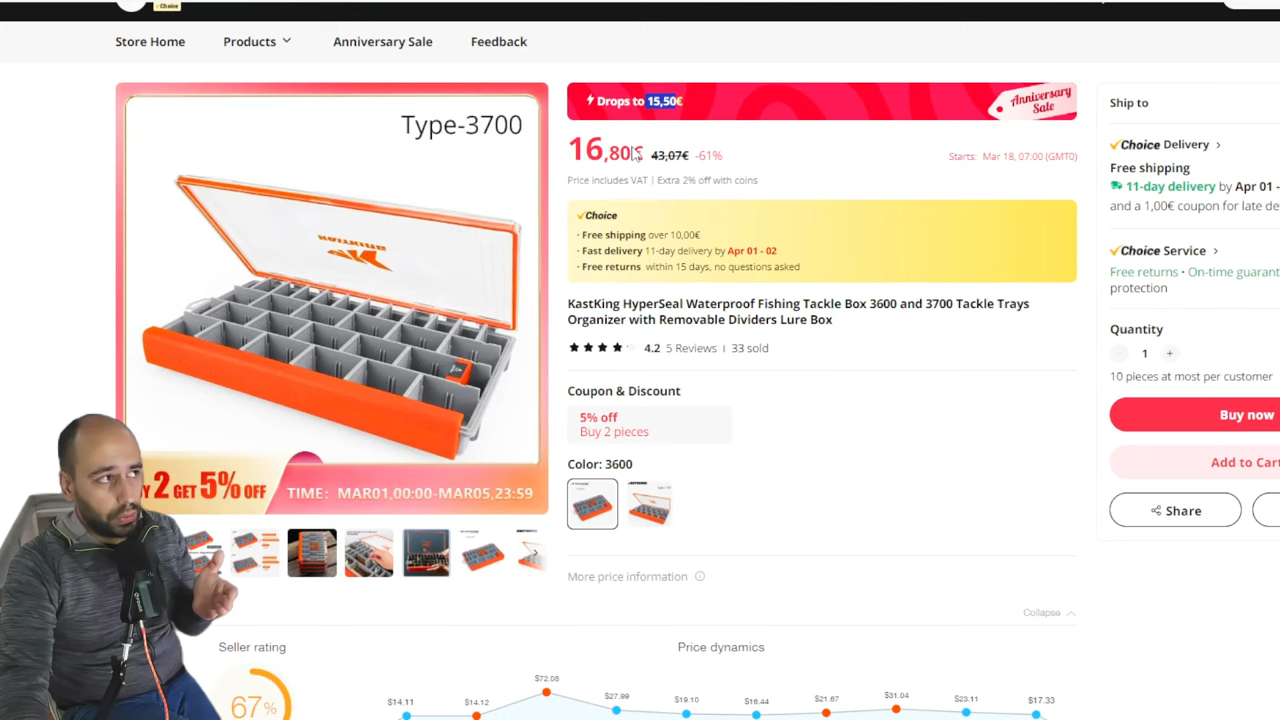 Choice
Store Home
Products
Anniversary Sale
Feedback
Type-3700
KASTKING
2 GET 5% OFF
TIME: MAR01,00:00-MAR05,23:59
Drops to 15,50€
Anniversary
Sale
16,80€ 43,07€ -61%
Starts: Mar 18, 07:00 (GMT0)
Price includes VAT | Extra 2% off with coins
Choice
· Free shipping over 10,00€
· Fast delivery 11-day delivery by Apr 01 - 02
· Free returns within 15 days, no questions asked
KastKing HyperSeal Waterproof Fishing Tackle Box 3600 and 3700 Tackle Trays
Organizer with Removable Dividers Lure Box
4.2 5 Reviews | 33 sold
Coupon & Discount
5% off
Buy 2 pieces
Color: 3600
More price information
Collapse
Seller rating
67%
Price dynamics
$14.11
$14.12
$72.08
$27.99
$19.10
$16.44
$21.67
$31.04
$23.11
$17.33
Ship to
Choice Delivery >
Free shipping
11-day delivery by Apr 01 -
and a 1,00€ coupon for late de
Choice Service >
Free returns · On-time guarant
protection
Quantity
- 1 +
10 pieces at most per customer
Buy now
Add to Cart
Share